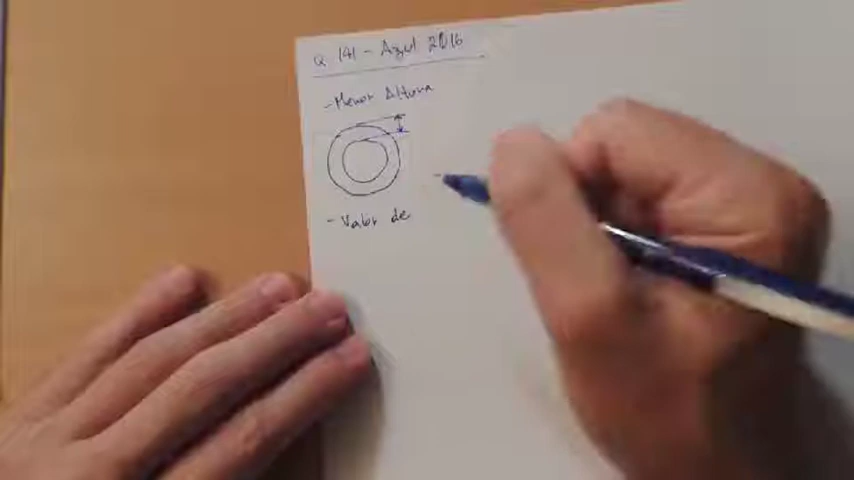 Q 141 - Azul 2016
- Menor Altura
- Valor de